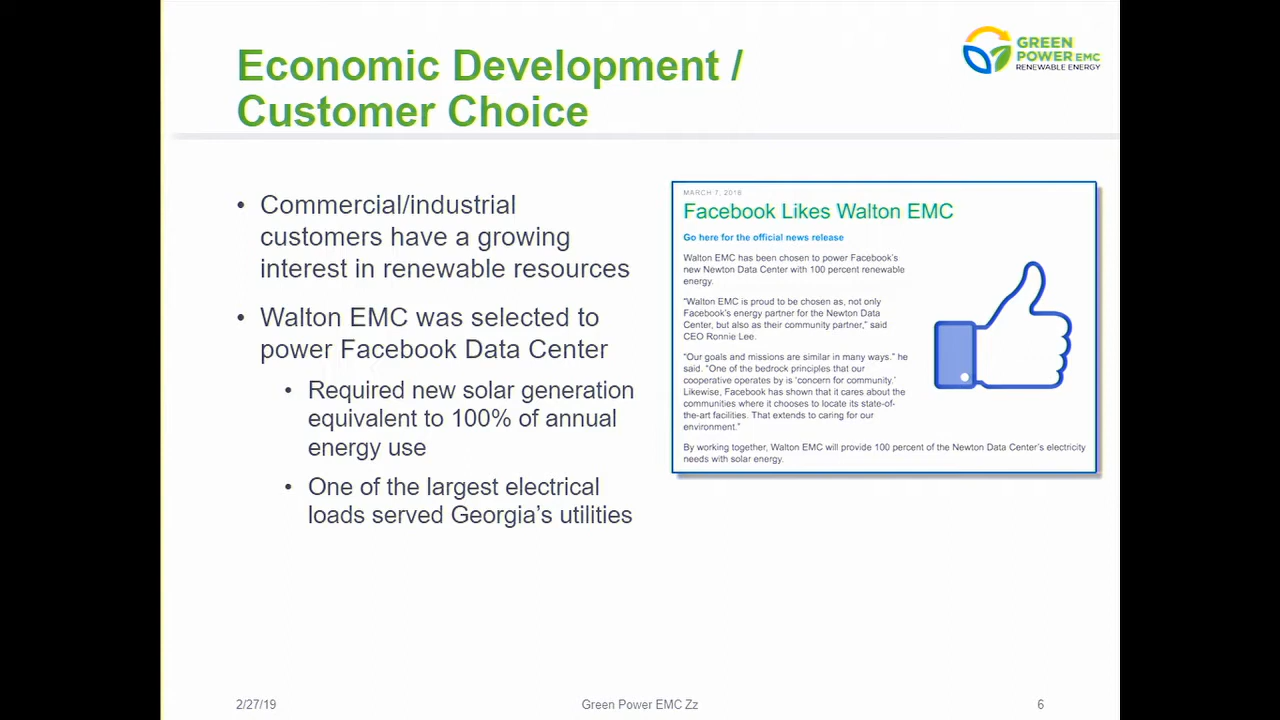 Economic Development /
Customer Choice
GREEN
POWER EMC
RENEWABLE ENERGY
• Commercial/industrial
customers have a growing
interest in renewable resources
• Walton EMC was selected to
power Facebook Data Center
• Required new solar generation
equivalent to 100% of annual
energy use
• One of the largest electrical
loads served Georgia’s utilities
MARCH 7, 2018
Facebook Likes Walton EMC
Go here for the official news release
Walton EMC has been chosen to power Facebook’s
new Newton Data Center with 100 percent renewable
energy.
“Walton EMC is proud to be chosen as, not only
Facebook’s energy partner for the Newton Data
Center, but also as their community partner,” said
CEO Ronnie Lee.
“Our goals and missions are similar in many ways.” he
said. “One of the bedrock principles that our
cooperative operates by is ‘concern for community.’
Likewise, Facebook has shown that it cares about the
communities where it chooses to locate its state-of-
the-art facilities. That extends to caring for our
environment.”
By working together, Walton EMC will provide 100 percent of the Newton Data Center’s electricity
needs with solar energy.
2/27/19
Green Power EMC Zz
6